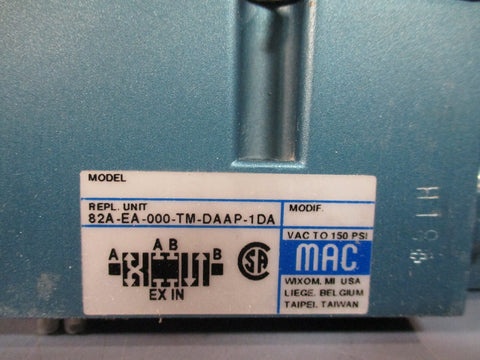 MODEL
REPL. UNIT
82A-EA-000-TM-DAAP-1DA
MODIF.
VAC TO 150 PSI
A B
A B
EX IN
SA
MAC
WIXOM. MI USA
LIEGE. BELGIUM
TAIPEI. TAIWAN